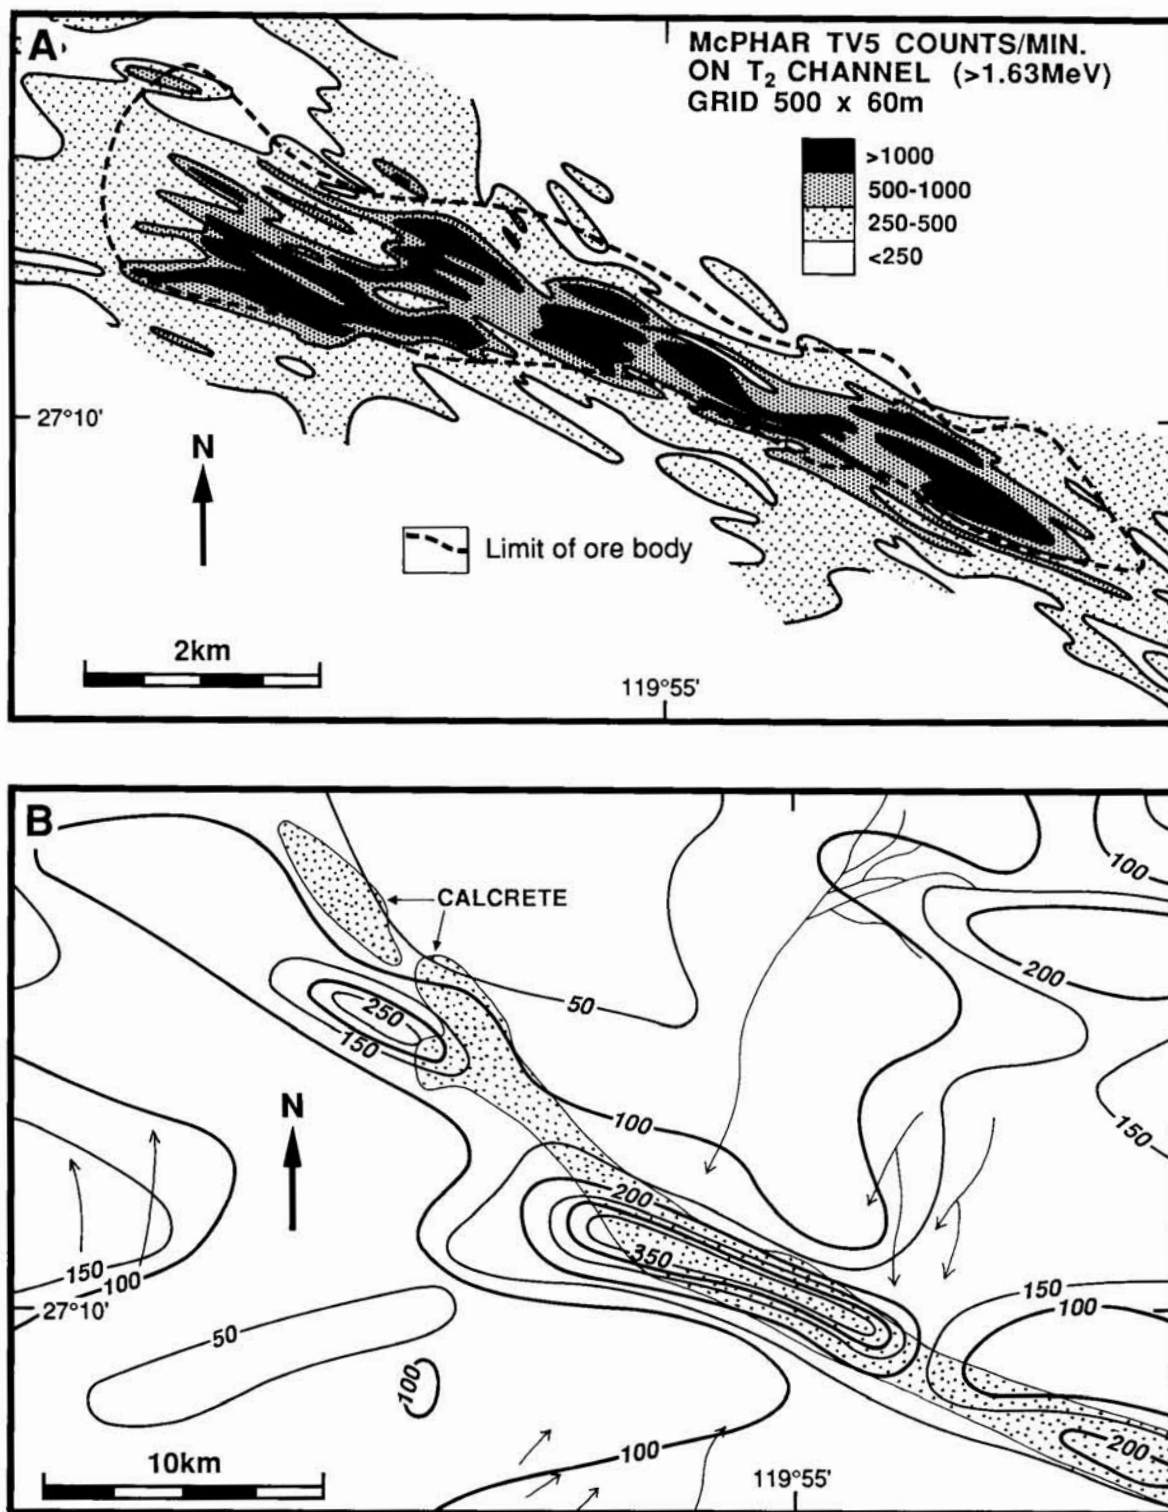 A
McPHAR TV5 COUNTS/MIN.
ON T₂ CHANNEL (>1.63MeV)
GRID 500 x 60m
>1000
500-1000
250-500
<250
27°10'
N
Limit of ore body
2km
119°55'
B
CALCRETE
100
200
50
250
150
N
100
150
200
350
150
100
27°10'
150
100
50
100
100
200
10km
119°55'